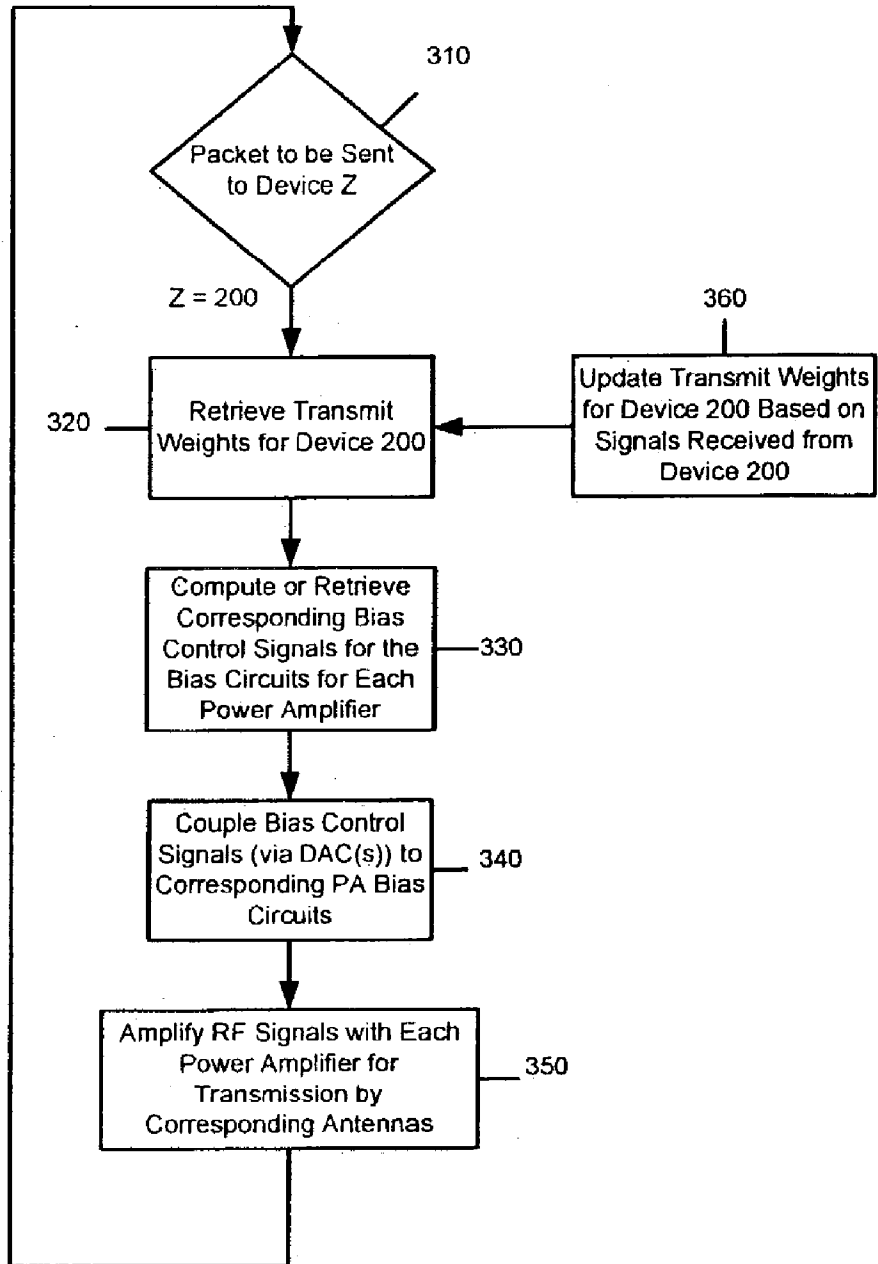 310
Packet to be Sent
to Device Z
Z = 200
360
Update Transmit Weights
for Device 200 Based on
Signals Received from
Device 200
320
Retrieve Transmit
Weights for Device 200
Compute or Retrieve
Corresponding Bias
Control Signals for the
Bias Circuits for Each
Power Amplifier
330
Couple Bias Control
Signals (via DAC(s)) to
Corresponding PA Bias
Circuits
340
Amplify RF Signals with Each
Power Amplifier for
Transmission by
Corresponding Antennas
350